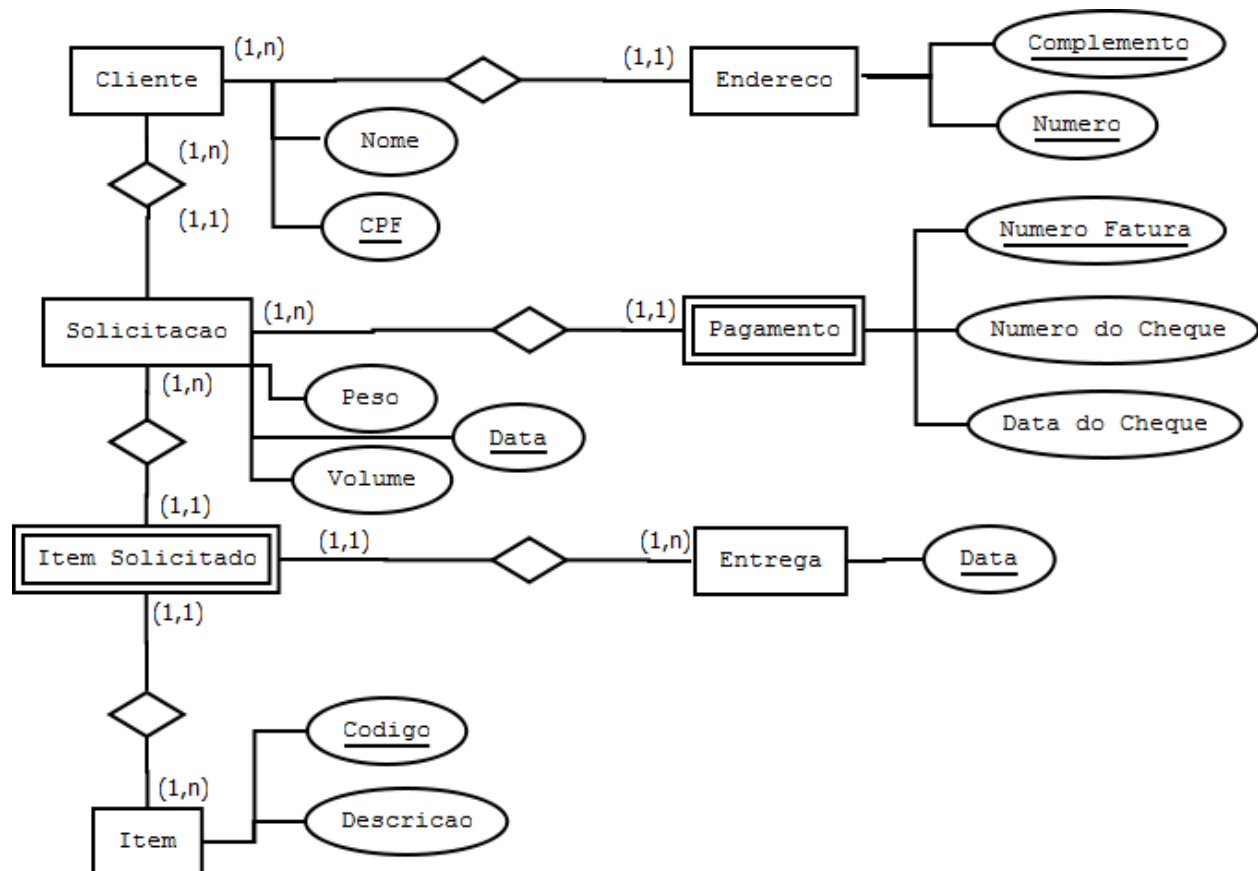 (1,n)
(1,1)
Complemento
Cliente
Endereco
Numero
Nome
(1,n)
(1,1)
CPF
Numero Fatura
(1,n)
(1,1)
Solicitacao
Pagamento
Numero do Cheque
(1,n)
Peso
Data
Data do Cheque
Volume
(1,1)
(1,1)
(1,n)
Item Solicitado
Entrega
Data
(1,1)
Codigo
(1,n)
Descricao
Item